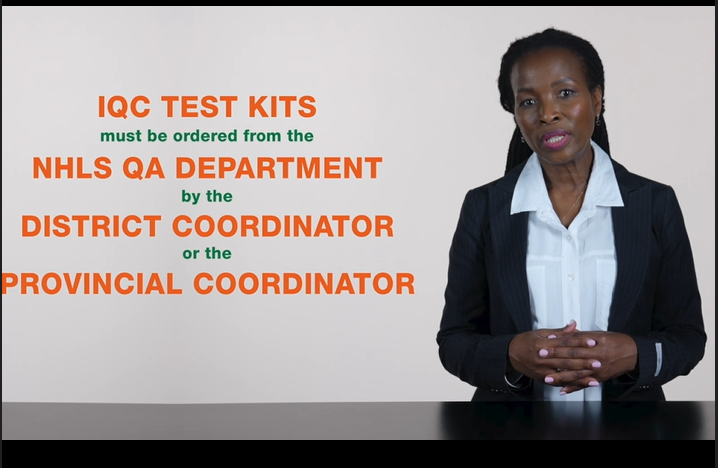 IQC TEST KITS
must be ordered from the
NHLS QA DEPARTMENT
by the
DISTRICT COORDINATOR
or the
PROVINCIAL COORDINATOR